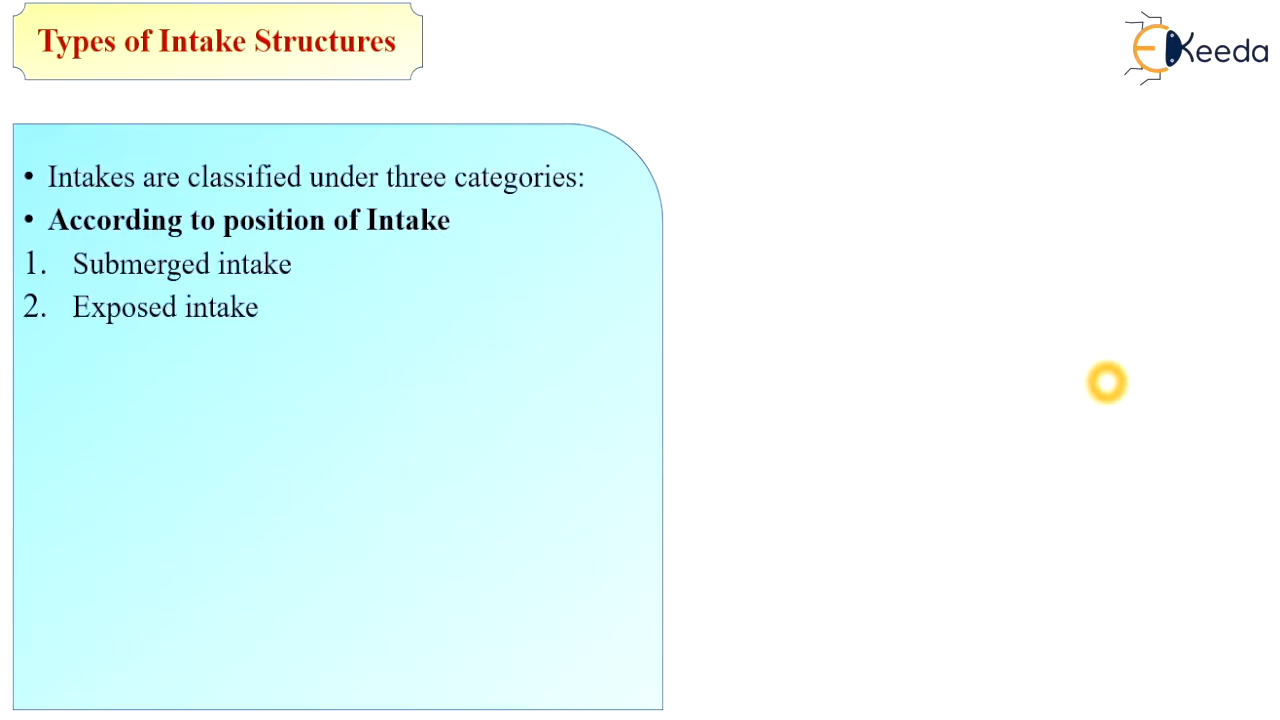 Types of Intake Structures
EKeeda
• Intakes are classified under three categories:
• According to position of Intake
1. Submerged intake
2. Exposed intake